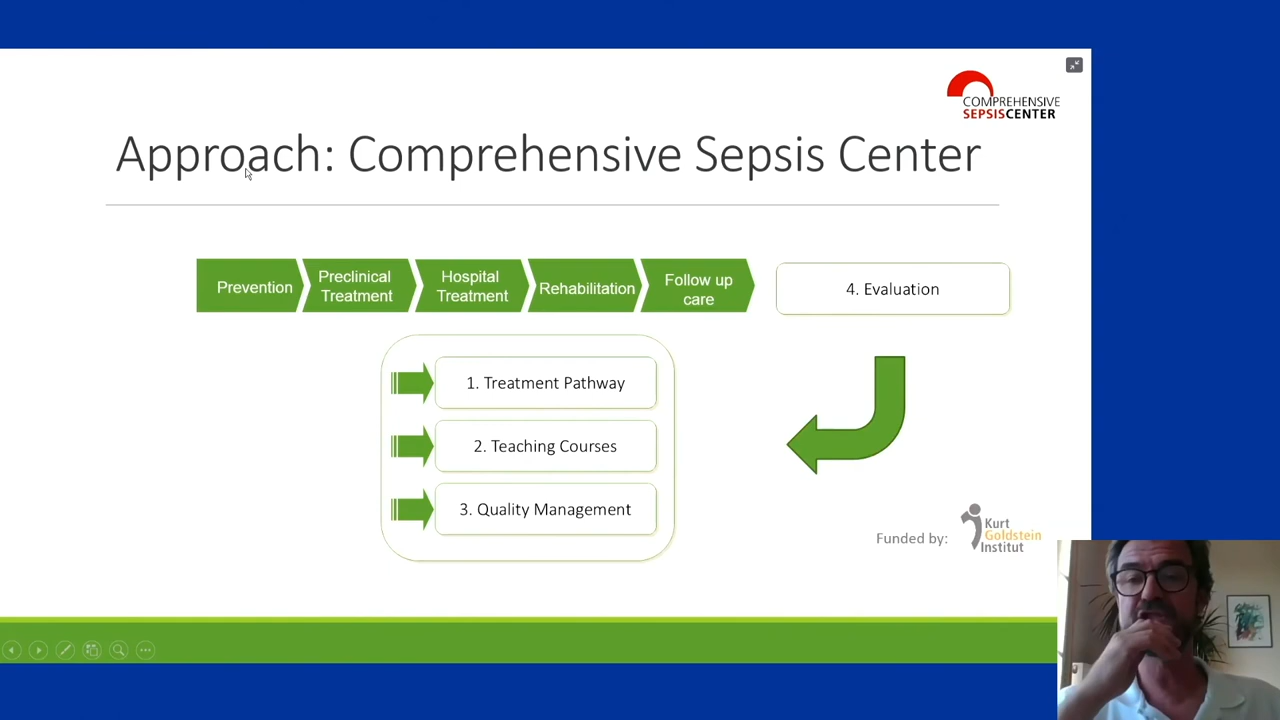 COMPREHENSIVE
SEPSISCENTER
Approach: Comprehensive Sepsis Center
Prevention
Preclinical
Treatment
Hospital
Treatment
Rehabilitation
Follow up
care
4. Evaluation
1. Treatment Pathway
2. Teaching Courses
3. Quality Management
Funded by:
Kurt
Goldstein
Institut